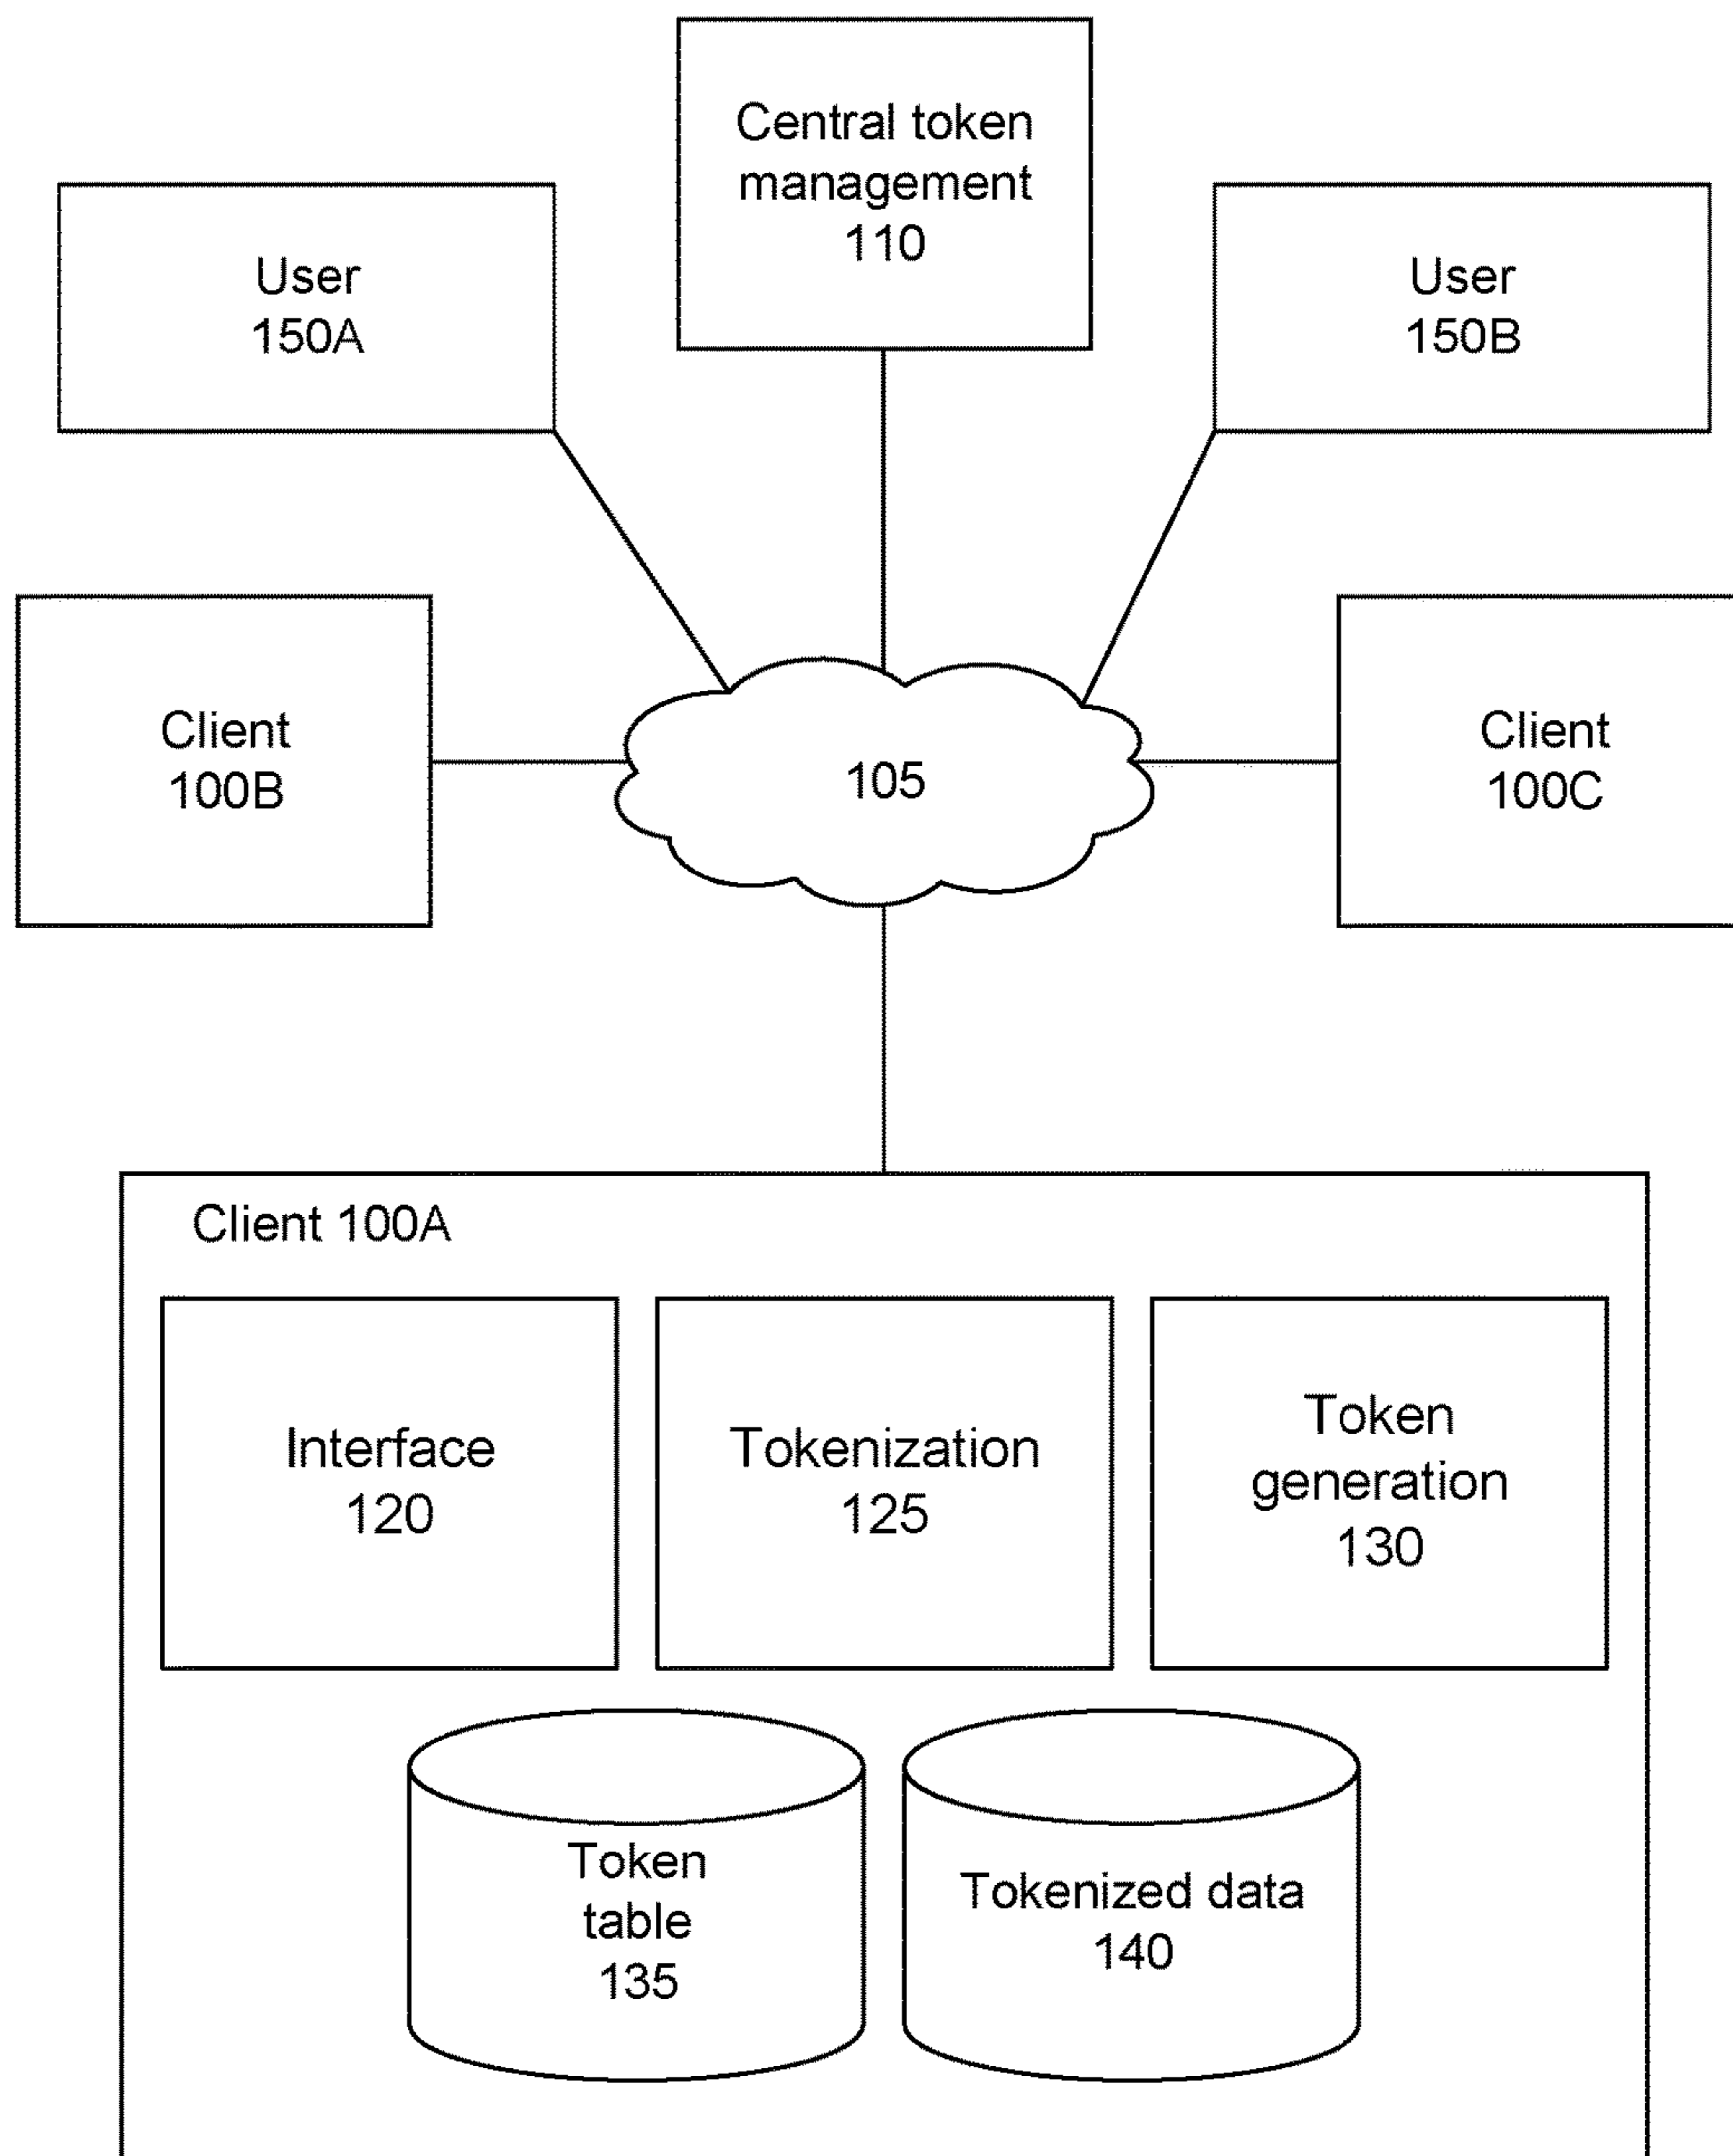 Central token
management
110
User
150A
User
150B
Client
100B
105
Client
100C
Client 100A
Interface
120
Tokenization
125
Token
generation
130
Token
table
135
Tokenized data
140